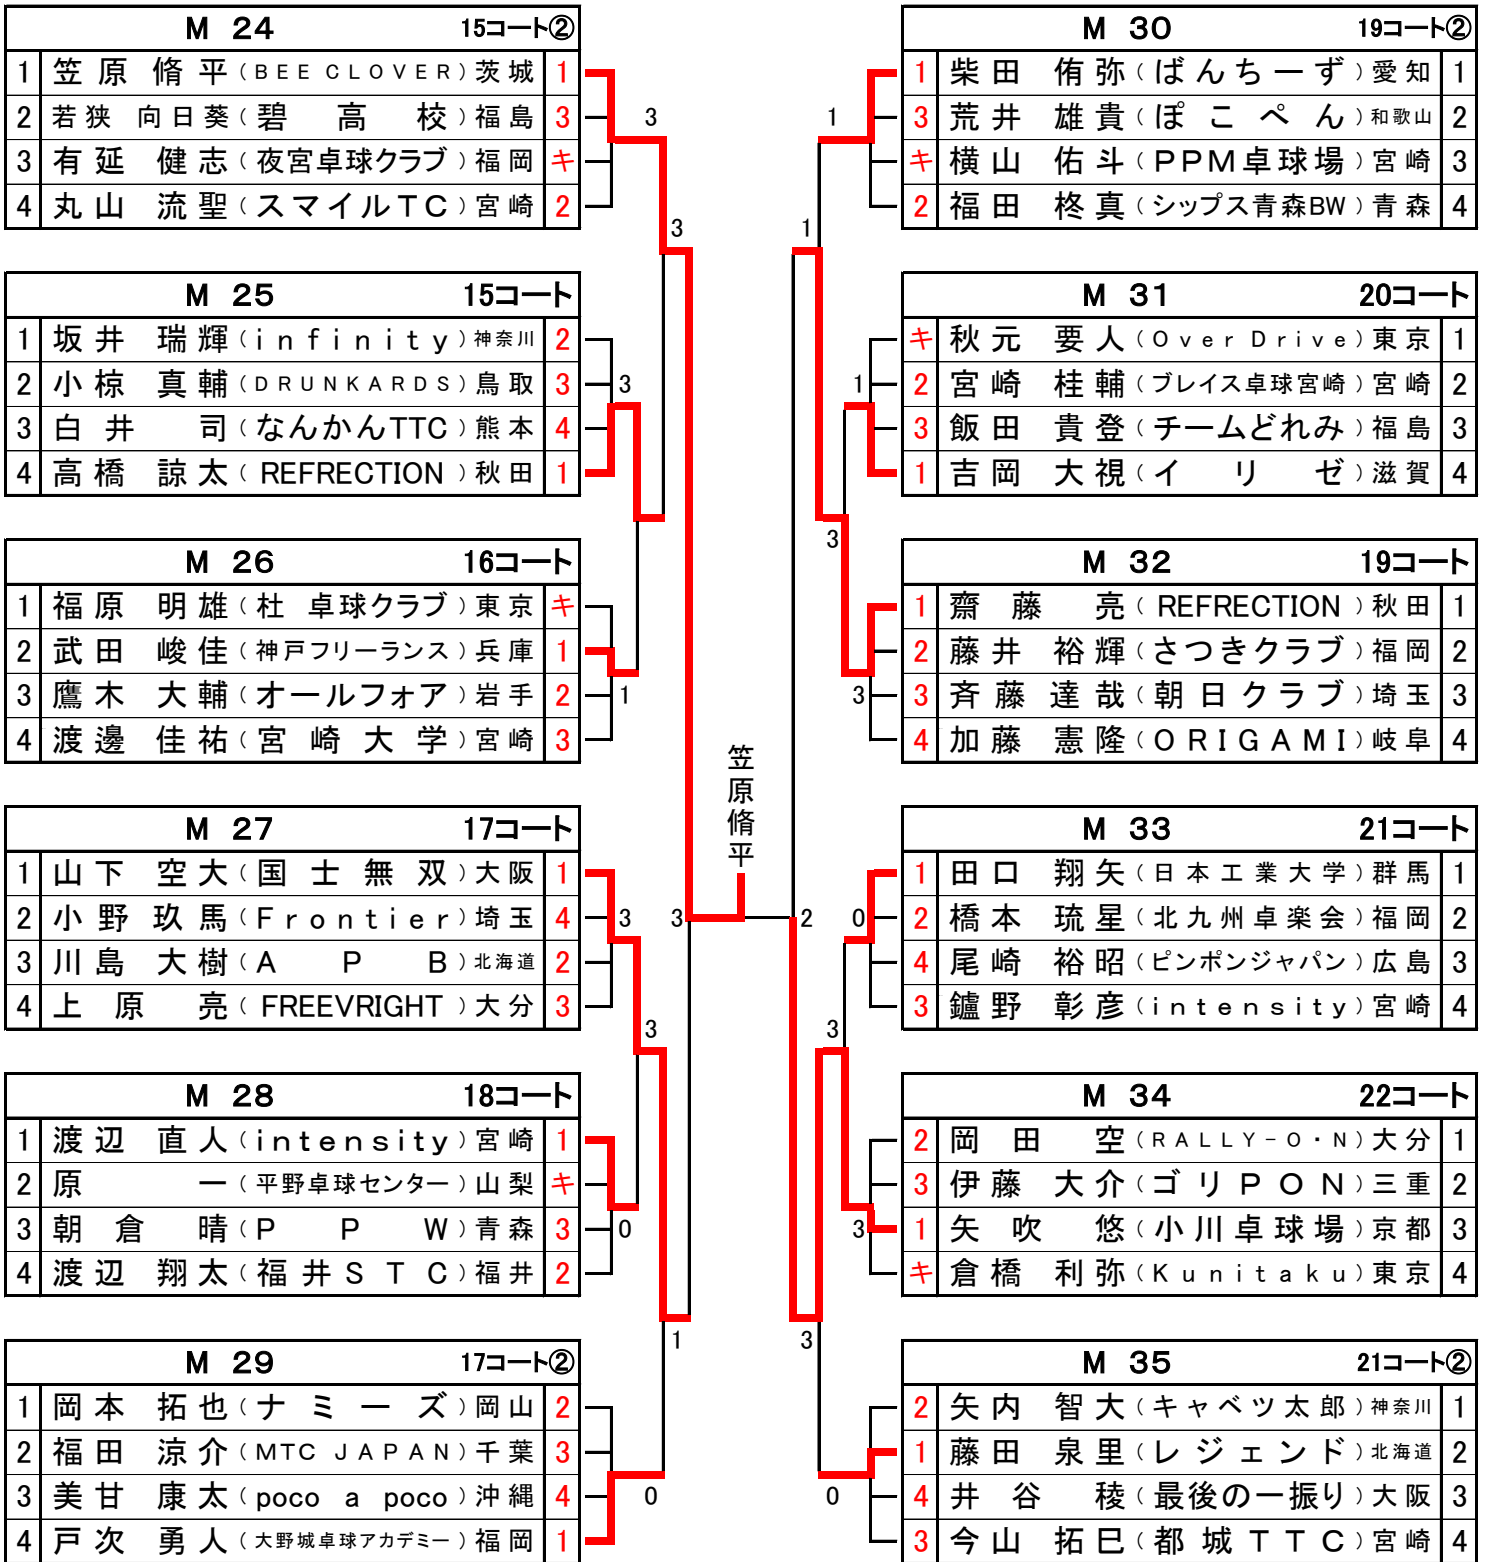 M 24 15コート②
1 笠原 脩平 (BEE CLOVER) 茨城 1
2 若狭 向日葵 (碧高校) 福島 3
3 有延 健志 (夜宮卓球クラブ) 福岡 キ
4 丸山 流聖 (スマイルTC) 宮崎 2
3
3
M 25 15コート
1 坂井 瑞輝 (infinity) 神奈川 2
2 小椋 真輔 (DRUNKARDS) 鳥取 3
3 白井 司 (なんかんTTC) 熊本 4
4 高橋 諒太 (REFRECTION) 秋田 1
3
M 26 16コート
1 福原 明雄 (杜 卓球クラブ) 東京 キ
2 武田 峻佳 (神戸フリーランス) 兵庫 1
3 鷹木 大輔 (オールフォア) 岩手 2
4 渡邊 佳祐 (宮崎大学) 宮崎 3
1
M 27 17コート
1 山下 空大 (国士無双) 大阪 1
2 小野 玖馬 (Frontier) 埼玉 4
3 川島 大樹 (APB) 北海道 2
4 上原 亮 (FREEVRIGHT) 大分 3
3
3
3
M 28 18コート
1 渡辺 直人 (intensity) 宮崎 1
2 原 一 (平野卓球センター) 山梨 キ
3 朝倉 晴 (PPW) 青森 3
4 渡辺 翔太 (福井STC) 福井 2
0
1
M 29 17コート②
1 岡本 拓也 (ナミーズ) 岡山 2
2 福田 涼介 (MTC JAPAN) 千葉 3
3 美甘 康太 (poco a poco) 沖縄 4
4 戸次 勇人 (大野城卓球アカデミー) 福岡 1
0
笠原脩平
M 30 19コート②
1 柴田 侑弥 (ばんちーず) 愛知 1
3 荒井 雄貴 (ぽこぺん) 和歌山 2
キ 横山 佑斗 (PPM卓球場) 宮崎 3
2 福田 柊真 (シップス青森BW) 青森 4
1
1
M 31 20コート
キ 秋元 要人 (Over Drive) 東京 1
2 宮崎 桂輔 (ブレイス卓球宮崎) 宮崎 2
3 飯田 貴登 (チームどれみ) 福島 3
1 吉岡 大視 (イリゼ) 滋賀 4
1
3
M 32 19コート
1 齋藤 亮 (REFRECTION) 秋田 1
2 藤井 裕輝 (さつきクラブ) 福岡 2
3 斉藤 達哉 (朝日クラブ) 埼玉 3
4 加藤 憲隆 (ORIGAMI) 岐阜 4
3
M 33 21コート
1 田口 翔矢 (日本工業大学) 群馬 1
2 橋本 琉星 (北九州卓楽会) 福岡 2
4 尾崎 裕昭 (ピンポンジャパン) 広島 3
3 鑪野 彰彦 (intensity) 宮崎 4
2
0
3
M 34 22コート
2 岡田 空 (RALLY-O・N) 大分 1
3 伊藤 大介 (ゴリPON) 三重 2
1 矢吹 悠 (小川卓球場) 京都 3
キ 倉橋 利弥 (Kunitaku) 東京 4
3
3
M 35 21コート②
2 矢内 智大 (キャベツ太郎) 神奈川 1
1 藤田 泉里 (レジェンド) 北海道 2
4 井谷 稜 (最後の一振り) 大阪 3
3 今山 拓巳 (都城TTC) 宮崎 4
0